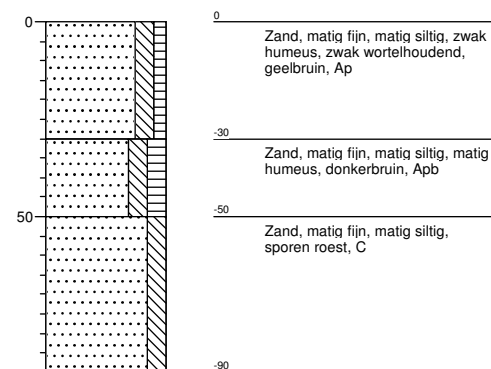 0
0
Zand, matig fijn, matig siltig, zwak
humeus, zwak wortelhoudend,
geelbruin, Ap
-30
Zand, matig fijn, matig siltig, matig
humeus, donkerbruin, Apb
50
-50
Zand, matig fijn, matig siltig,
sporen roest, C
-90